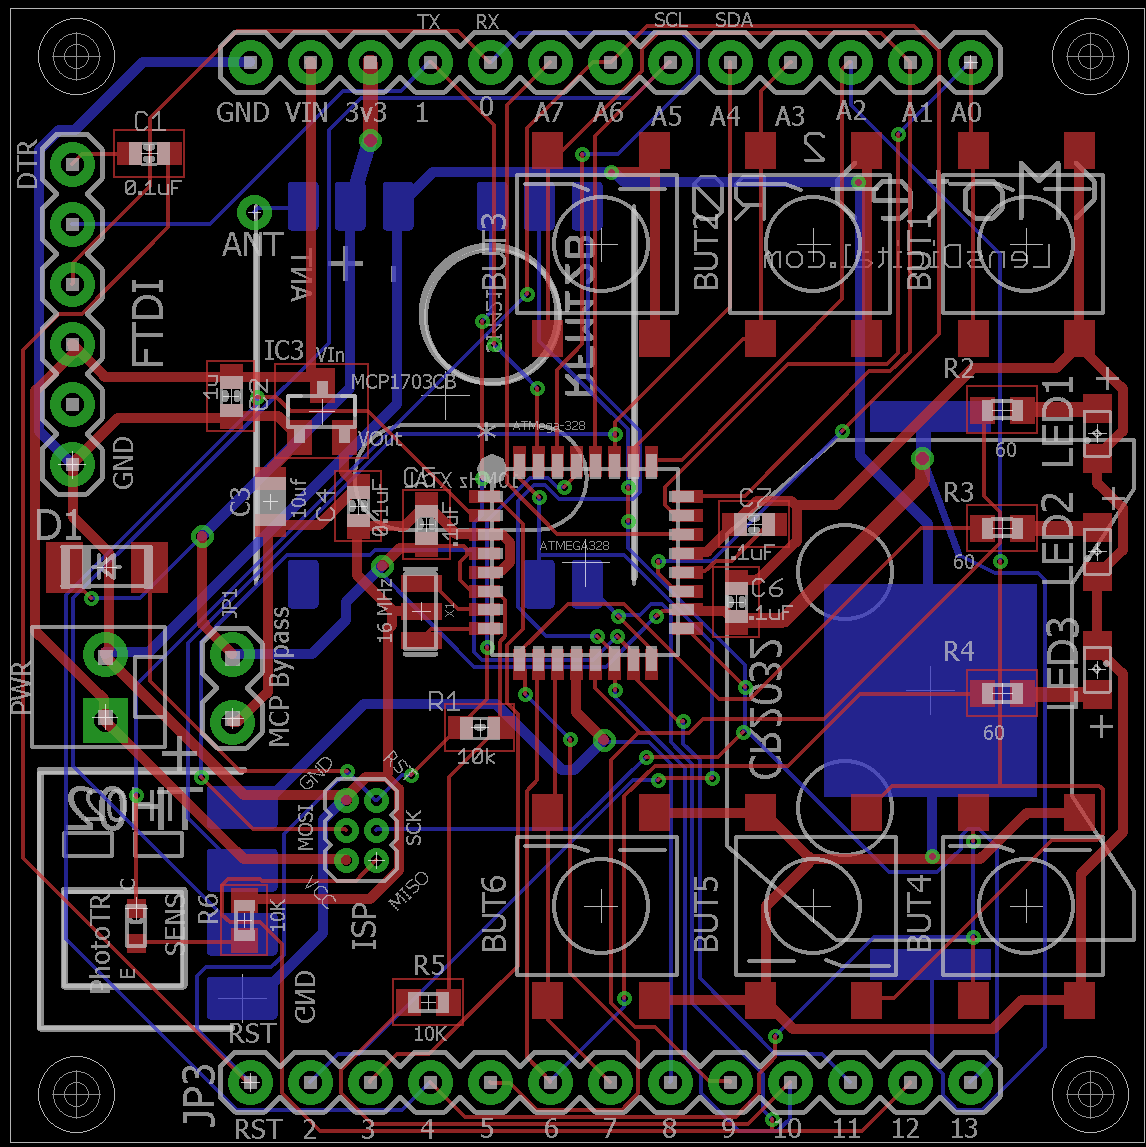 TX RX SCL SDA
GND VIN 3v3 1 0 A7 A6 A5 A4 A3 A2 A1 A0
DTR
C1
0.1uF
ANT
ANT
+
-
FTDI
GND
BUT3
BUT2
BUT1
LensDigital.com
IC3
VIn
MCP1703CB
VOut
1u
C2
ATMega-328
*
R2
60
LED1
+
C3
10uf
C4
0.1uF
C5
.1uF
ATMEGA328
C7
.1uF
R3
60
LED2
+
D1
JP1
MCP Bypass
16 MHz
X1
C6
.1uF
CR2032
R4
60
LED3
+
PWR
+
R1
10k
GND
RST
MOSI
SCK
VCC
MISO
ISP
TH02
PhotoTR
C
E
SENS
R6
10K
GND
BUT6
BUT5
BUT4
R5
10K
RST
JP3
RST 2 3 4 5 6 7 8 9 10 11 12 13